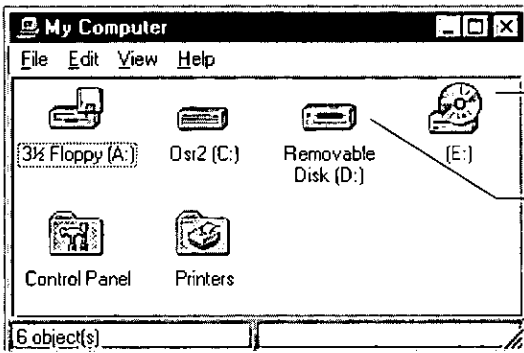 My Computer
File Edit View Help
3½ Floppy (A:) Osr2 (C:) Removable Disk (D:) (E:)
Control Panel Printers
6 object(s)